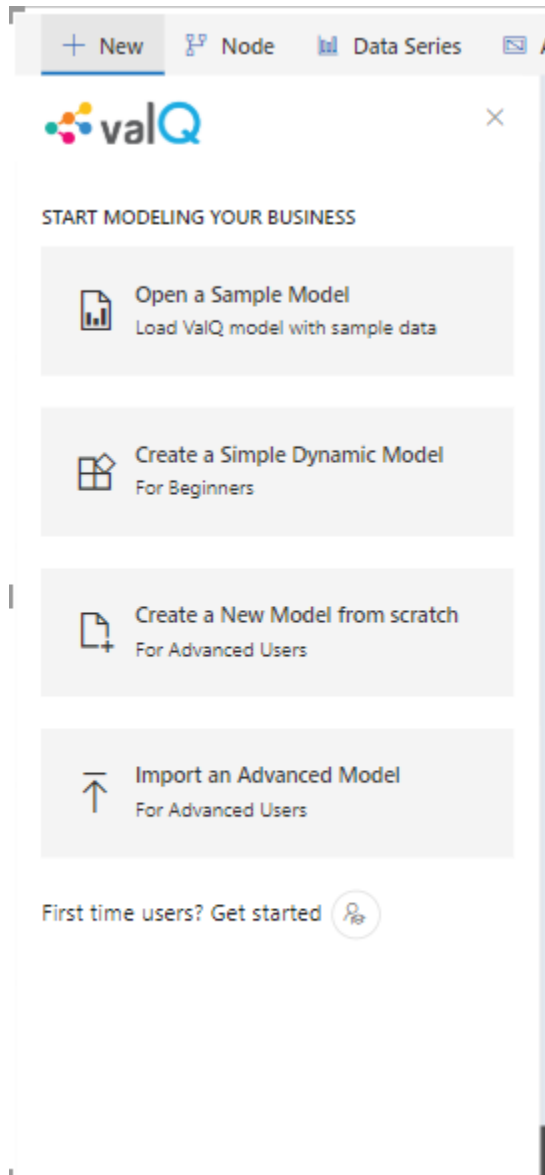 New Node Data Series
valQ
START MODELING YOUR BUSINESS
Open a Sample Model
Load ValQ model with sample data
Create a Simple Dynamic Model
For Beginners
Create a New Model from scratch
For Advanced Users
Import an Advanced Model
For Advanced Users
First time users? Get started